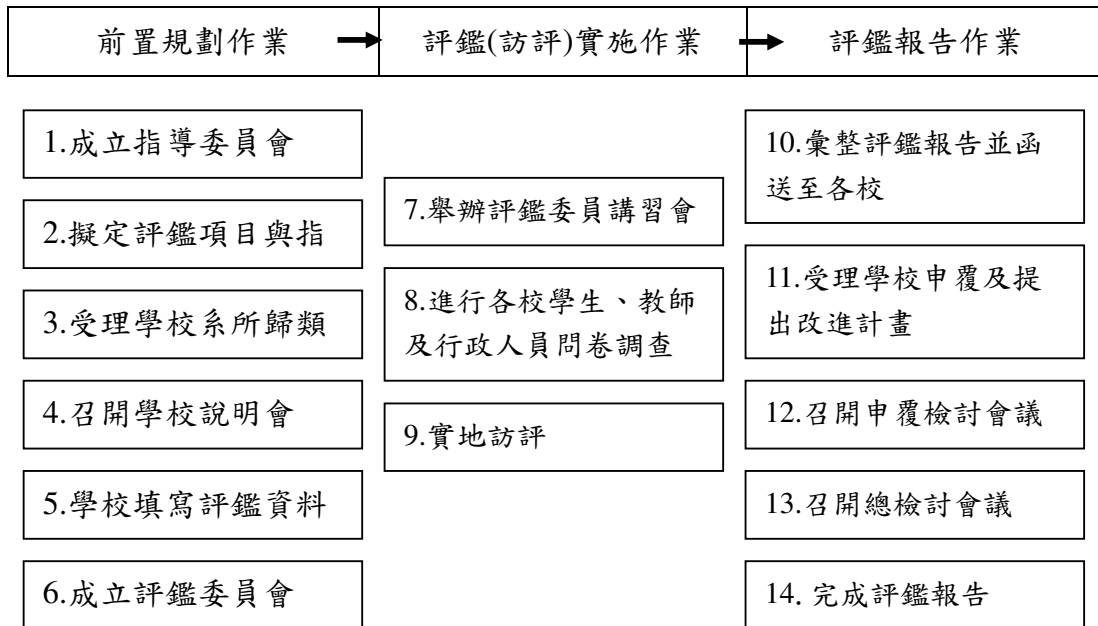 前置規劃作業
評鑑(訪評)實施作業
評鑑報告作業
1.成立指導委員會
2.擬定評鑑項目與指
3.受理學校系所歸類
4.召開學校說明會
5.學校填寫評鑑資料
6.成立評鑑委員會
7.舉辦評鑑委員講習會
8.進行各校學生、教師
及行政人員問卷調查
9.實地訪評
10.彙整評鑑報告並函
送至各校
11.受理學校申覆及提
出改進計畫
12.召開申覆檢討會議
13.召開總檢討會議
14. 完成評鑑報告